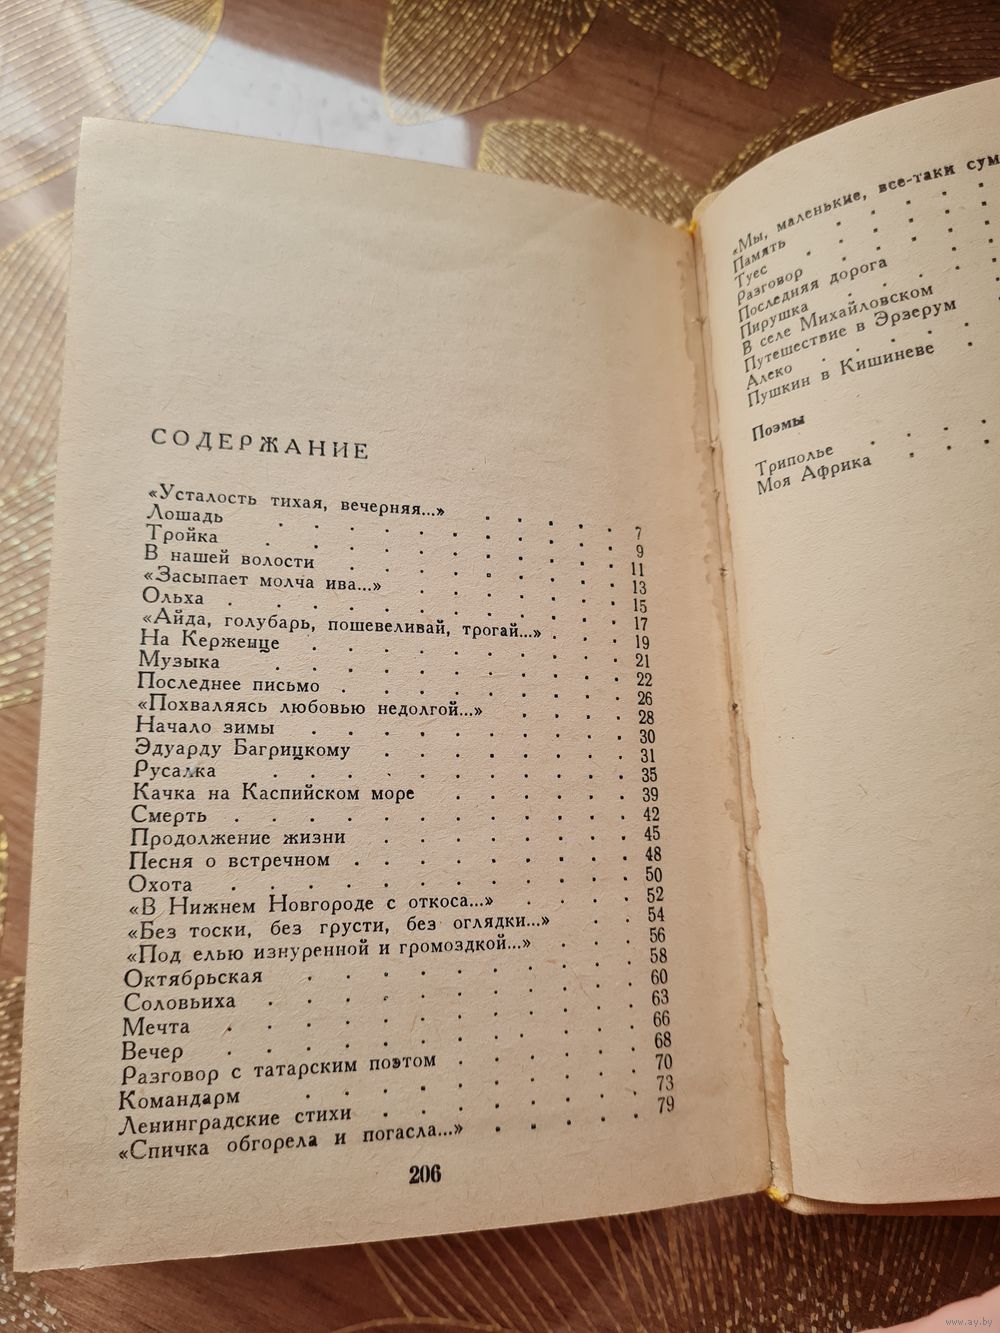 СОДЕРЖАНИЕ
«Усталость тихая, вечерняя...» . . . . . 7
Лошадь . . . . . . . . . 9
Тройка . . . . . . . . . 11
В нашей волости . . . . . . . 13
«Засыпает молча ива...» . . . . . . 15
Ольха . . . . . . . . . . 17
«Айда, голубарь, пошевеливай, трогай...» . . . 19
На Керженце . . . . . . . . 21
Музыка . . . . . . . . . 22
Последнее письмо . . . . . . . 26
«Похваляясь любовью недолгой...» . . . . 28
Начало зимы . . . . . . . . 30
Эдуарду Багрицкому . . . . . . . 31
Русалка . . . . . . . . . 35
Качка на Каспийском море . . . . . 39
Смерть . . . . . . . . . . 42
Продолжение жизни . . . . . . . 45
Песня о встречном . . . . . . . 48
Охота . . . . . . . . . . 50
«В Нижнем Новгороде с откоса...» . . . . 52
«Без тоски, без грусти, без оглядки...» . . 54
«Под елью изнуренной и громоздкой...» . . . 56
Октябрьская . . . . . . . . 58
Соловьиха . . . . . . . . . 60
Мечта . . . . . . . . . . 63
Вечер . . . . . . . . . . 66
Разговор с татарским поэтом . . . . . 68
Командарм . . . . . . . . 70
Ленинградские стихи . . . . . . . 73
«Спичка обгорела и погасла...» . . . . . 79
206
«Мы, маленькие, все-таки сум
Память . . . .
Туес . . . . .
Разговор . . . .
Последняя дорога
Пирушка . . . .
В селе Михайловском
Путешествие в Эрзерум
Алеко . . . . .
Пушкин в Кишиневе .
Поэмы
Триполье . . . .
Моя Африка . . .
www.ay.by